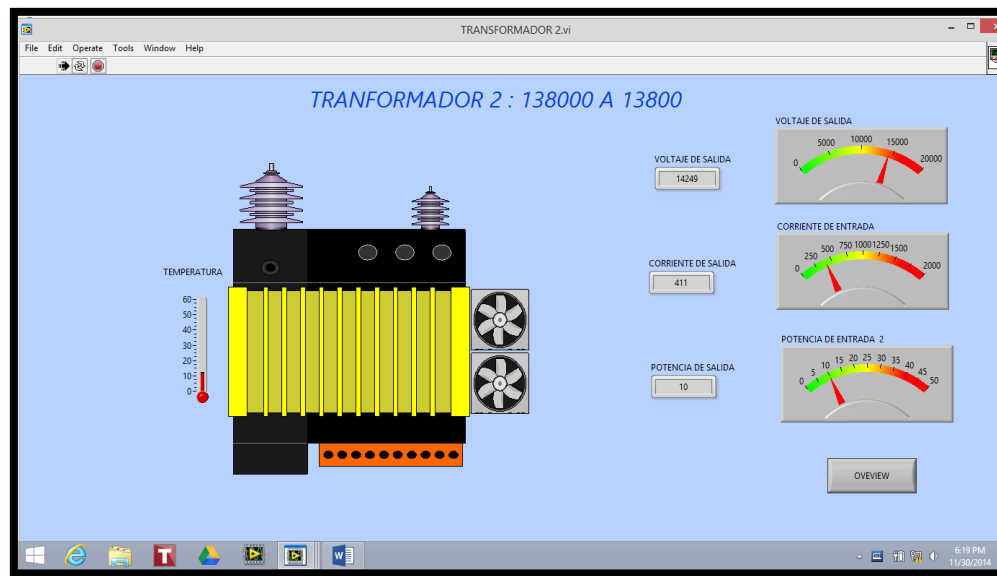 TRANSFORMADOR 2.vi
File Edit Operate Tools Window Help
TRANFORMADOR 2 : 138000 A 13800
VOLTAJE DE SALIDA
14249
VOLTAJE DE SALIDA
0 5000 10000 15000 20000
CORRIENTE DE SALIDA
411
CORRIENTE DE ENTRADA
0 250 500 750 1000 1250 1500 2000
TEMPERATURA
60
50
40
30
20
10
0
POTENCIA DE SALIDA
10
POTENCIA DE ENTRADA 2
0 5 10 15 20 25 30 35 40 45 50
OVEVIEW
6:19 PM
11/30/2014